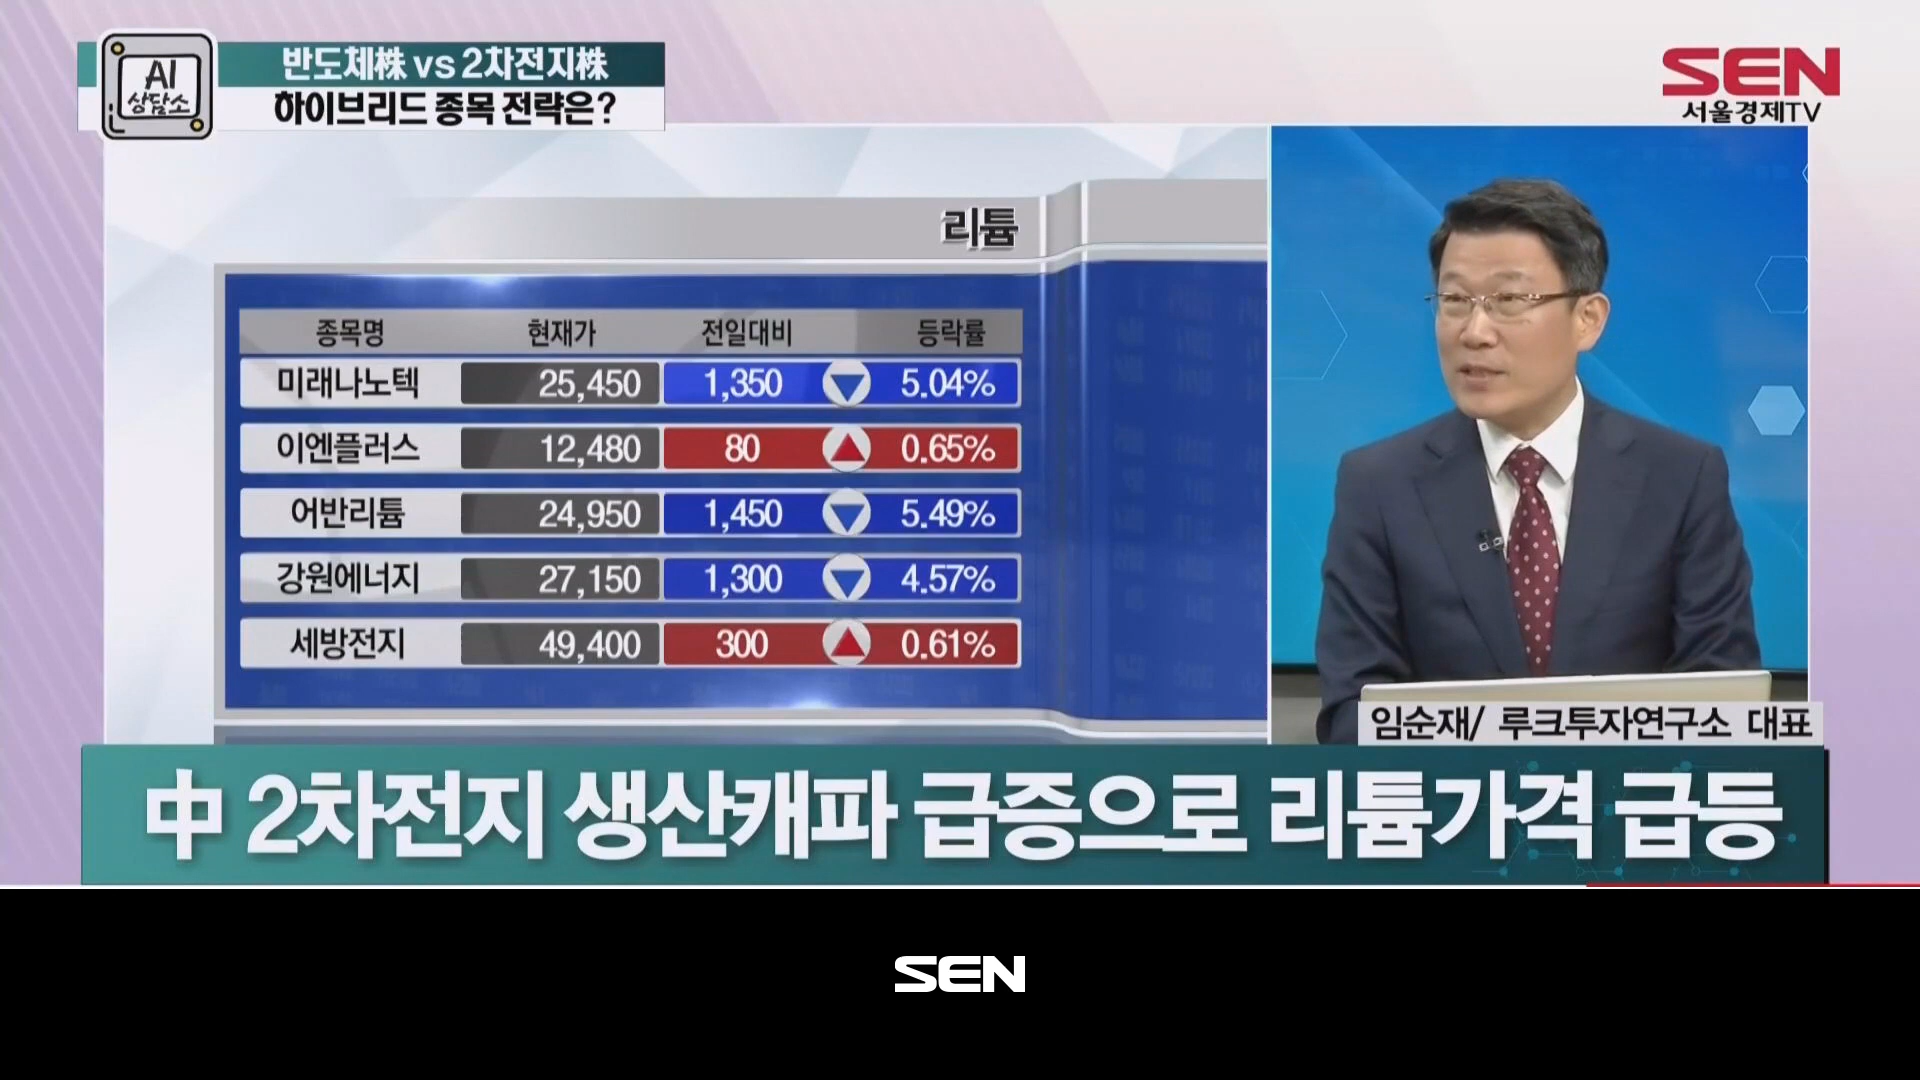 AI
상담소
반도체株 vs 2차전지株
하이브리드 종목 전략은?
SEN
서울경제TV
리튬
종목명 현재가 전일대비 등락률
미래나노텍 25,450 1,350 ▼ 5.04%
이엔플러스 12,480 80 ▲ 0.65%
어반리튬 24,950 1,450 ▼ 5.49%
강원에너지 27,150 1,300 ▼ 4.57%
세방전지 49,400 300 ▲ 0.61%
임순재/ 루크투자연구소 대표
中 2차전지 생산캐파 급증으로 리튬가격 급등
SEN